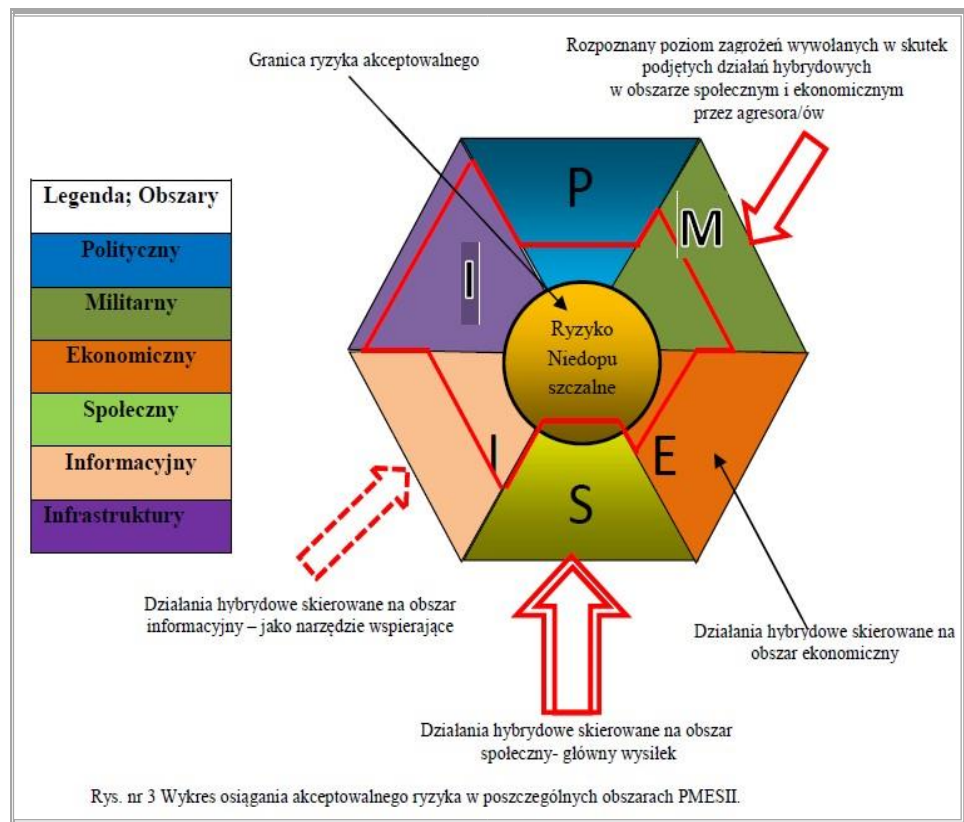 Granica ryzyka akceptowalnego
Rozpoznany poziom zagrożeń wywołanych w skutek
podjętych działań hybrydowych
w obszarze społecznym i ekonomicznym
przez agresora/ów
Legenda; Obszary
Polityczny
Militarny
Ekonomiczny
Społeczny
Informacyjny
Infrastruktury
P
M
I
Ryzyko
Niedopu
szczalne
I
E
S
Działania hybrydowe skierowane na obszar
informacyjny – jako narzędzie wspierające
Działania hybrydowe skierowane na
obszar ekonomiczny
Działania hybrydowe skierowane na obszar
społeczny- główny wysiłek
Rys. nr 3 Wykres osiągania akceptowalnego ryzyka w poszczególnych obszarach PMESII.